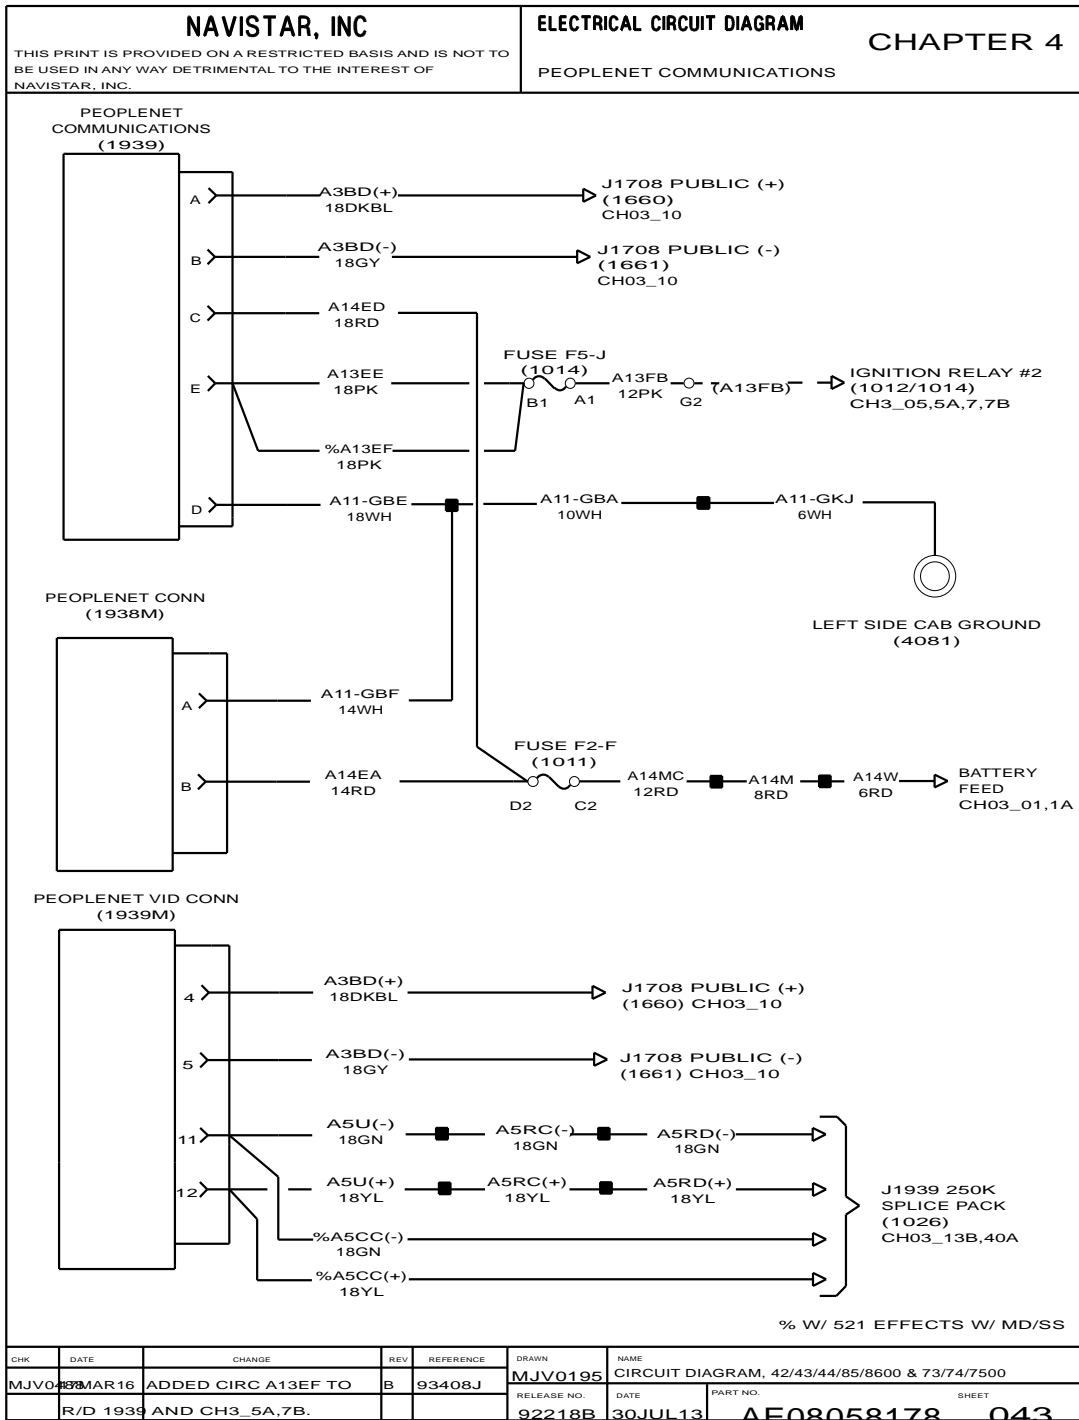 NAVISTAR, INC
THIS PRINT IS PROVIDED ON A RESTRICTED BASIS AND IS NOT TO
BE USED IN ANY WAY DETRIMENTAL TO THE INTEREST OF
NAVISTAR, INC.
ELECTRICAL CIRCUIT DIAGRAM
CHAPTER 4
PEOPLENET COMMUNICATIONS
PEOPLENET
COMMUNICATIONS
(1939)
A
A3BD(+)
18DKBL
J1708 PUBLIC (+)
(1660)
CH03_10
B
A3BD(-)
18GY
J1708 PUBLIC (-)
(1661)
CH03_10
C
A14ED
18RD
E
A13EE
18PK
FUSE F5-J
(1014)
B1
A1
A13FB
12PK
G2
(A13FB)
IGNITION RELAY #2
(1012/1014)
CH3_05,5A,7,7B
%A13EF
18PK
D
A11-GBE
18WH
A11-GBA
10WH
A11-GKJ
6WH
LEFT SIDE CAB GROUND
(4081)
PEOPLENET CONN
(1938M)
A
A11-GBF
14WH
B
A14EA
14RD
FUSE F2-F
(1011)
D2
C2
A14MC
12RD
A14M
8RD
A14W
6RD
BATTERY
FEED
CH03_01,1A
PEOPLENET VID CONN
(1939M)
4
A3BD(+)
18DKBL
J1708 PUBLIC (+)
(1660) CH03_10
5
A3BD(-)
18GY
J1708 PUBLIC (-)
(1661) CH03_10
11
A5U(-)
18GN
A5RC(-)
18GN
A5RD(-)
18GN
12
A5U(+)
18YL
A5RC(+)
18YL
A5RD(+)
18YL
%A5CC(-)
18GN
%A5CC(+)
18YL
J1939 250K
SPLICE PACK
(1026)
CH03_13B,40A
% W/ 521 EFFECTS W/ MD/SS
CHK DATE CHANGE REV REFERENCE
MAR16 ADDED CIRC A13EF TO B 93408J
R/D 1939 AND CH3_5A,7B.
DRAWN
MJV0195
NAME
CIRCUIT DIAGRAM, 42/43/44/85/8600 & 73/74/7500
RELEASE NO.
92218B
DATE
30JUL13
PART NO.
AE08058178
SHEET
043